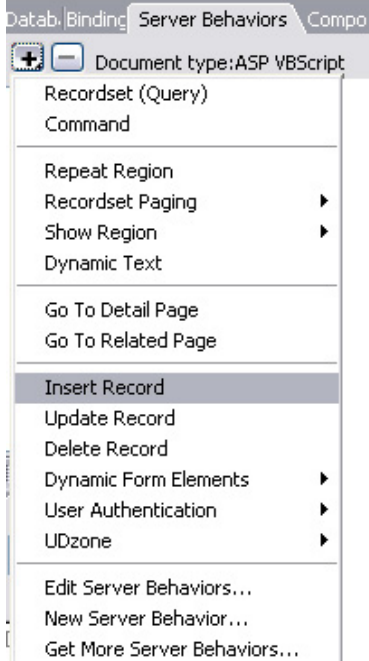 Datab. Binding Server Behaviors Compo
Document type:ASP VBScript
Recordset (Query)
Command
Repeat Region
Recordset Paging
Show Region
Dynamic Text
Go To Detail Page
Go To Related Page
Insert Record
Update Record
Delete Record
Dynamic Form Elements
User Authentication
UDzone
Edit Server Behaviors...
New Server Behavior...
Get More Server Behaviors...